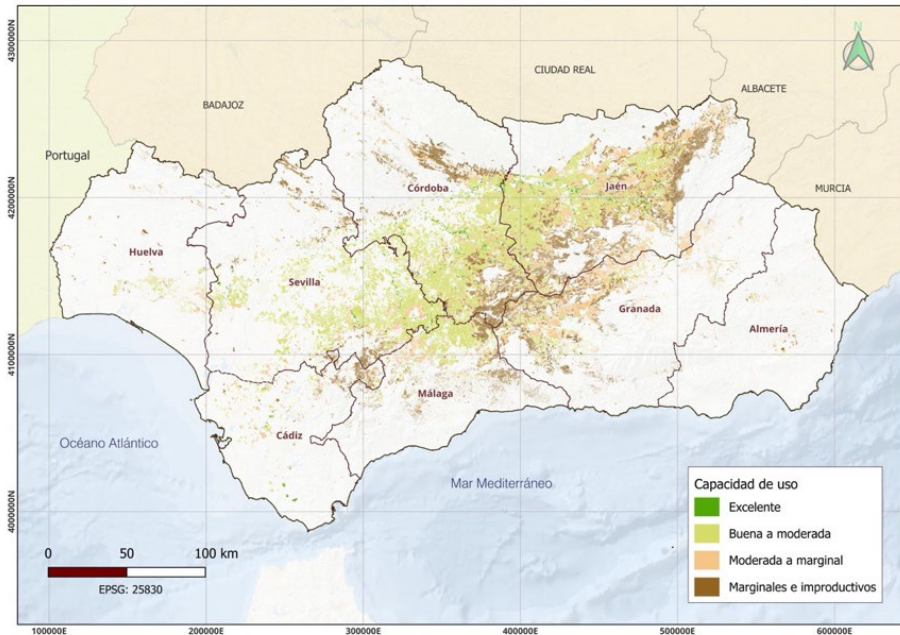 4300000N
4200000N
4100000N
4000000N
N
CIUDAD REAL
ALBACETE
BADAJOZ
Portugal
MURCIA
Córdoba
Jaén
Huelva
Sevilla
Granada
Almería
Málaga
Cádiz
Océano Atlántico
Mar Mediterráneo
Capacidad de uso
Excelente
Buena a moderada
Moderada a marginal
Marginales e improductivos
0 50 100 km
EPSG: 25830
100000E 200000E 300000E 400000E 500000E 600000E